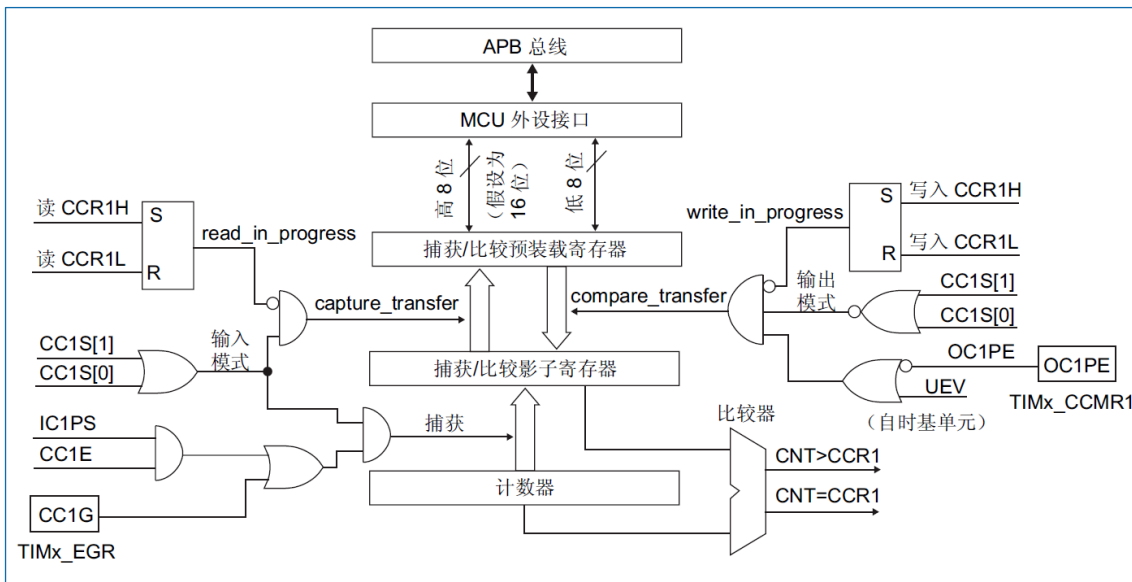 APB 总线
MCU 外设接口
高 8 位
（假设为
16 位）
低 8 位
读 CCR1H
S
读 CCR1L
R
read_in_progress
write_in_progress
S
写入 CCR1H
R
写入 CCR1L
捕获/比较预装载寄存器
capture_transfer
compare_transfer
输出
模式
CC1S[1]
CC1S[0]
CC1S[1]
CC1S[0]
输入
模式
捕获/比较影子寄存器
OC1PE
OC1PE
UEV
TIMx_CCMR1
（自时基单元）
IC1PS
CC1E
捕获
比较器
CNT>CCR1
计数器
CNT=CCR1
CC1G
TIMx_EGR